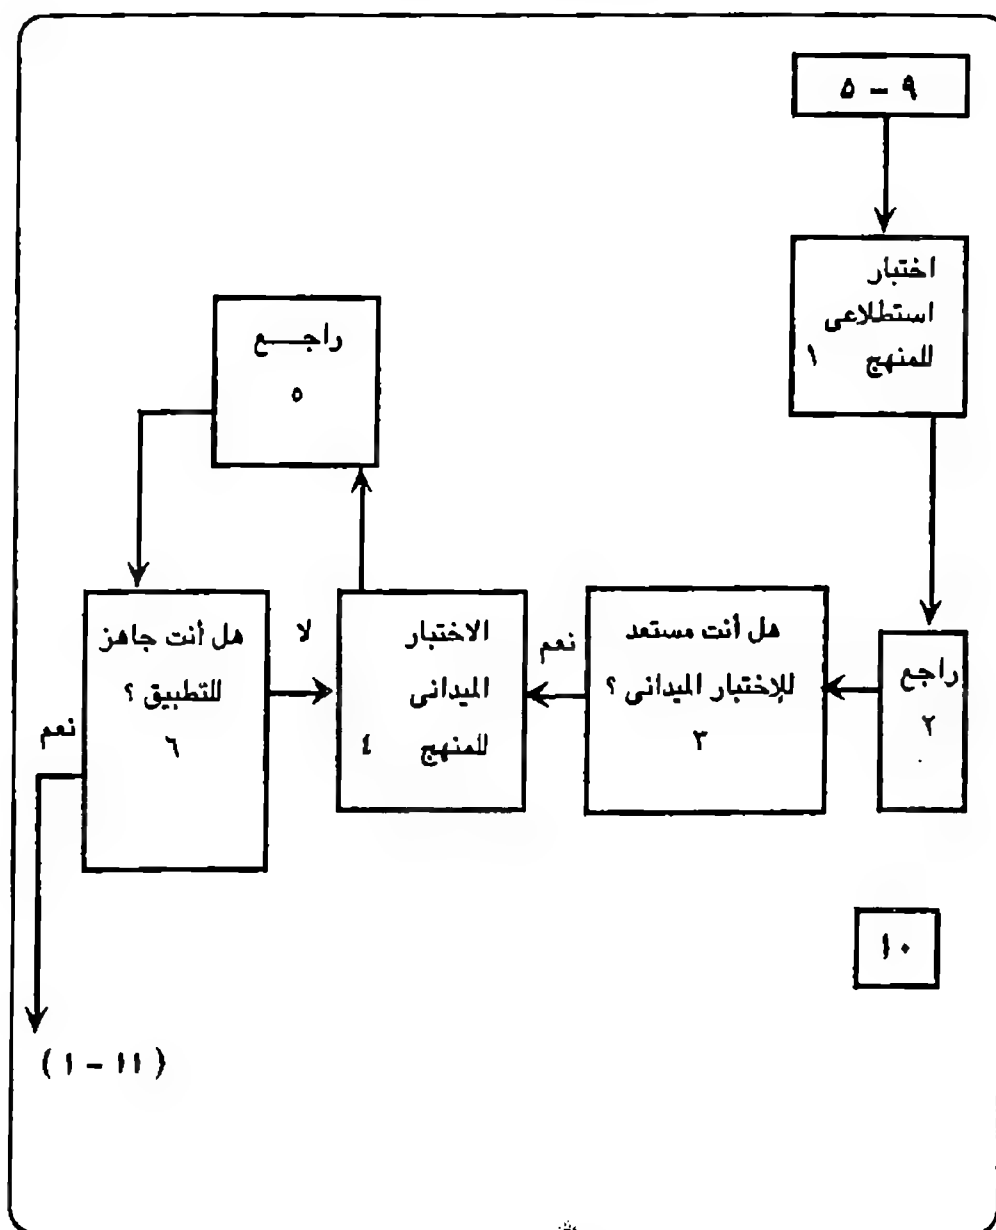 ٩ – ٥
اختبار
استطلاعى
للمنهج ١
راجع
٢
هل أنت مستعد
للإختبار الميدانى ؟
٣
نعم
الاختبار
الميدانى
للمنهج ٤
راجــــع
٥
هل أنت جاهز
للتطبيق ؟
٦
لا
نعم
(١١ – ١)
١٠